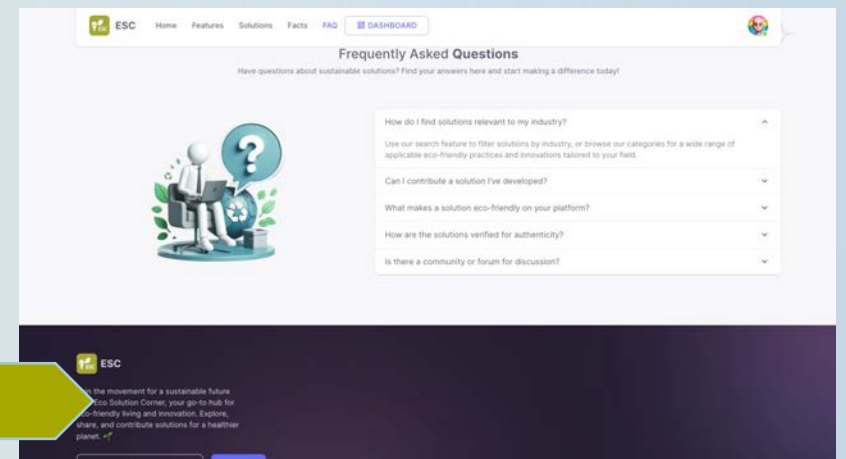 ESC Home Features Solutions Facts FAQ DASHBOARD
Frequently Asked Questions
Have questions about sustainable solutions? Find your answers here and start making a difference today!
How do I find solutions relevant to my industry?
Use our search feature to filter solutions by industry, or browse our categories for a wide range of
applicable eco-friendly practices and innovations tailored to your field.
Can I contribute a solution I've developed?
What makes a solution eco-friendly on your platform?
How are the solutions verified for authenticity?
Is there a community or forum for discussion?
ESC
the movement for a sustainable future
Eco Solution Corner, your go-to hub for
eco-friendly living and innovation. Explore,
share, and contribute solutions for a healthier
planet.